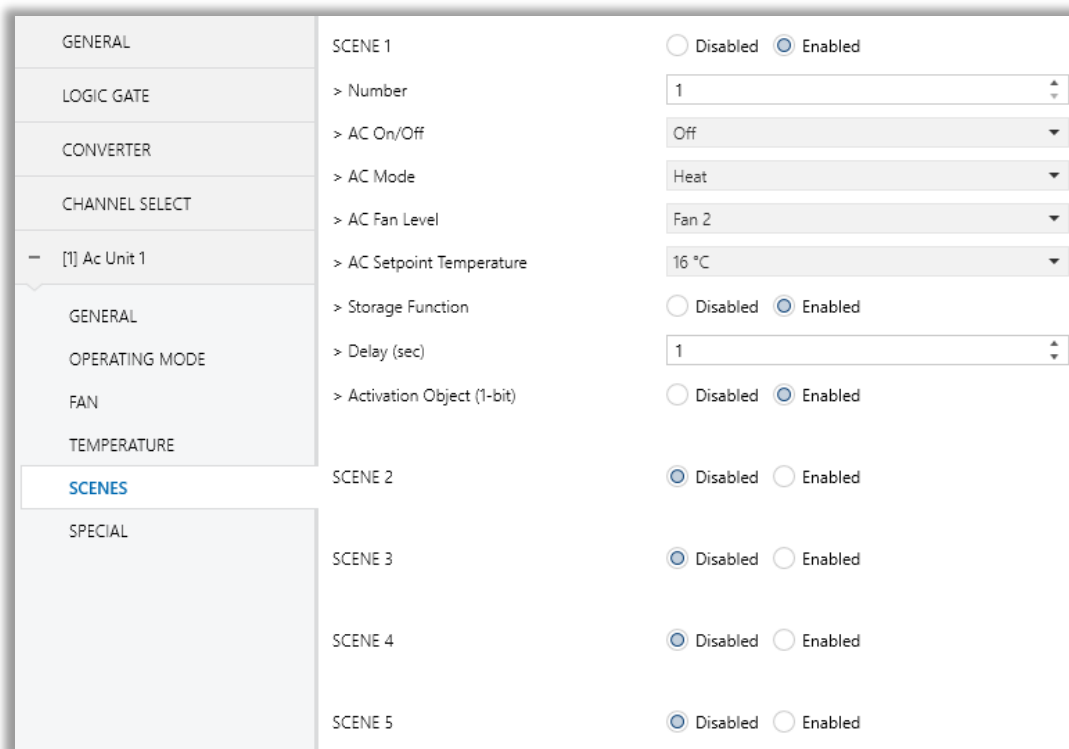 GENERAL
LOGIC GATE
CONVERTER
CHANNEL SELECT
[1] Ac Unit 1
GENERAL
OPERATING MODE
FAN
TEMPERATURE
SCENES
SPECIAL
SCENE 1 Disabled Enabled
> Number 1
> AC On/Off Off
> AC Mode Heat
> AC Fan Level Fan 2
> AC Setpoint Temperature 16 °C
> Storage Function Disabled Enabled
> Delay (sec) 1
> Activation Object (1-bit) Disabled Enabled
SCENE 2 Disabled Enabled
SCENE 3 Disabled Enabled
SCENE 4 Disabled Enabled
SCENE 5 Disabled Enabled